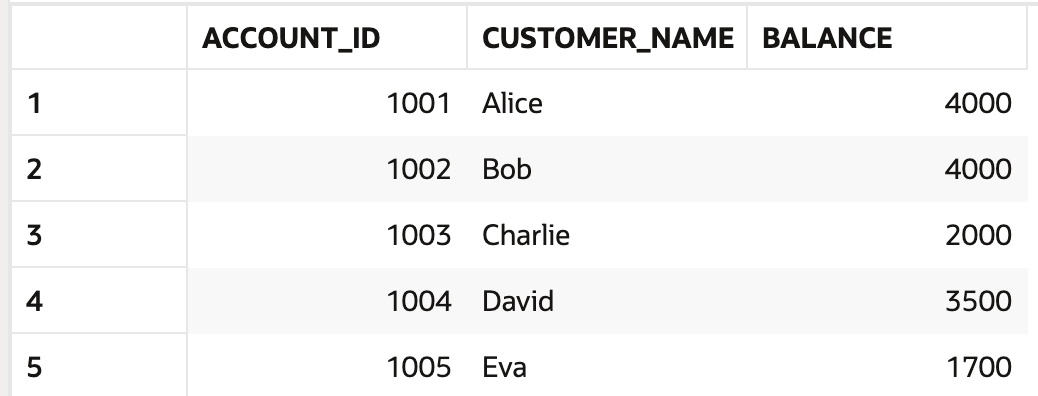 ACCOUNT_ID CUSTOMER_NAME BALANCE
1 1001 Alice 4000
2 1002 Bob 4000
3 1003 Charlie 2000
4 1004 David 3500
5 1005 Eva 1700